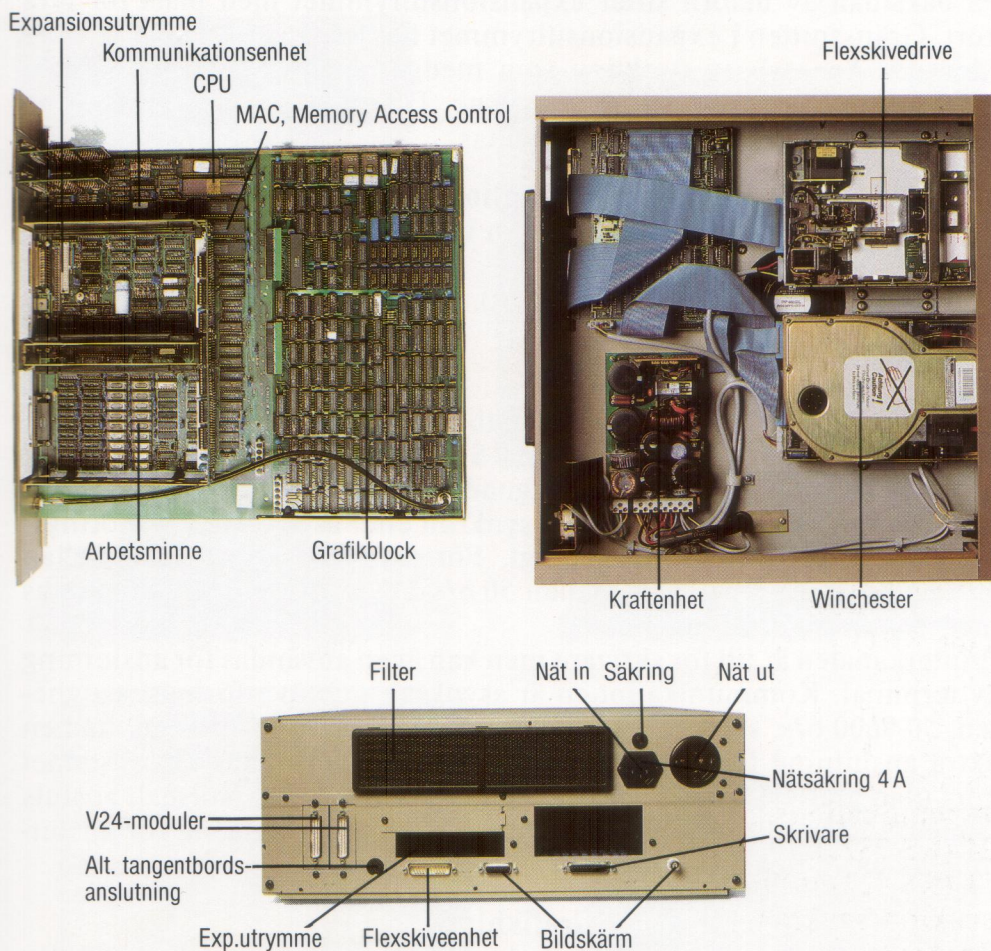 Expansionsutrymme
Kommunikationsenhet
CPU
MAC, Memory Access Control
Flexskivedrive
Arbetsminne
Grafikblock
Kraftenhet
Winchester
Filter
Nät in
Säkring
Nät ut
Nätsäkring 4 A
V24-moduler
Skrivare
Alt. tangentbords-
anslutning
Exp.utrymme
Flexskiveenhet
Bildskärm